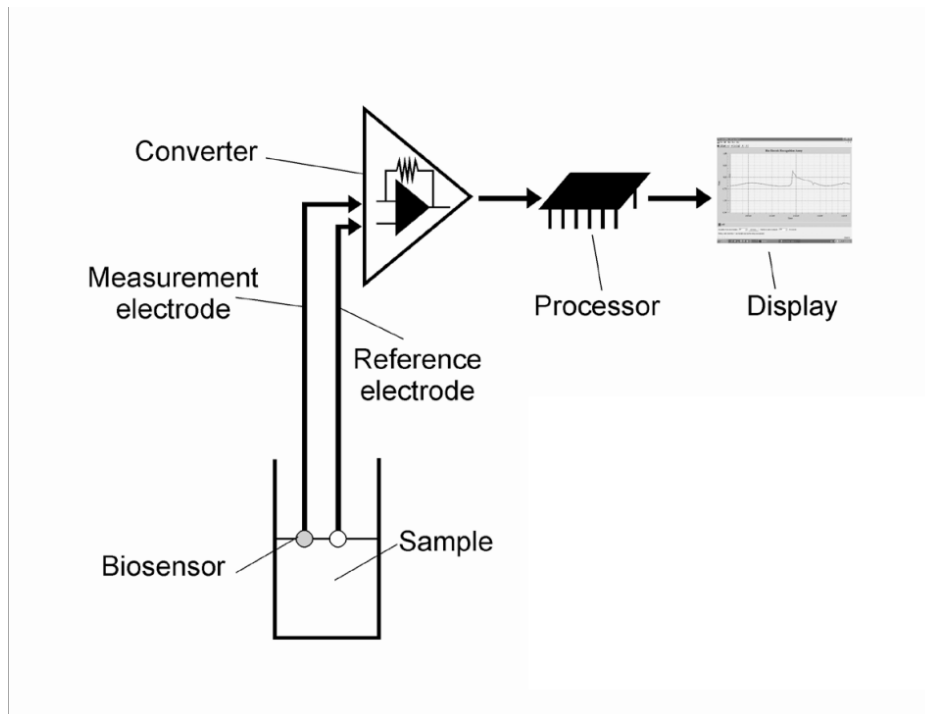 Converter
Measurement
electrode
Reference
electrode
Processor
Display
Biosensor
Sample